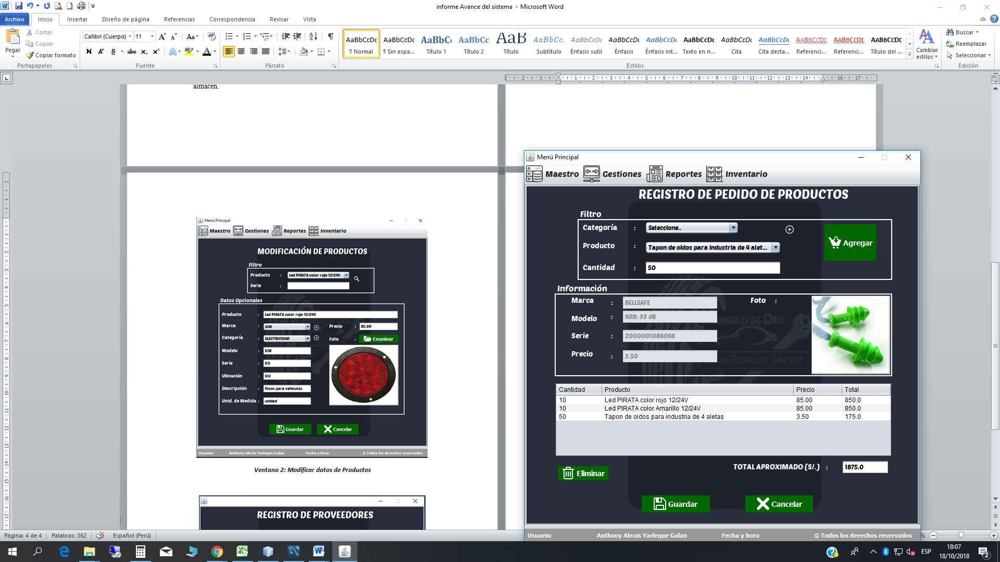 informe Avance del sistema - Microsoft Word
Archivo Inicio Insertar Diseño de página Referencias Correspondencia Revisar Vista
Pegar
Cortar
Copiar
Copiar formato
Portapapeles
Calibri (Cuerpo) 11
N K S abc x₂ x²
Fuente
Párrafo
AaBbCcDc AaBbCcDc AaBbC AaBbCc AaB AaBbCc. AaBbCcDc AaBbCcDc AaBbCcDc AaBbCcDc AaBbCcDc AaBbCcDc AABBCCDE AABBCCDE AABBCCDE
¶ Normal ¶ Sin espa... Título 1 Título 2 Título Subtítulo Énfasis sutil Énfasis Énfasis int... Texto en n... Cita Cita desta... Referenci... Referenci... Título del ...
Estilos
Cambiar estilos
Buscar
Reemplazar
Seleccionar
Edición
almacén.
Menú Principal
Maestro Gestiones Reportes Inventario
MODIFICACIÓN DE PRODUCTOS
Filtro
Producto : Led PIRATA color rojo 12/24V
Serie :
Datos Opcionales
Producto : Led PIRATA color rojo 12/24V
Marca : S/M Precio : 85.00
Categoría : ELECTRICIDAD Foto : Examinar
Modelo : S/M
Serie : S/S
Ubicación : S/U
Descripción : focos para vehículos
Unid. de Medida : unidad
Guardar Cancelar
Usuario: Anthony Alexis Yarleque Galan Fecha y hora © Todos los derechos reservados
Ventana 2: Modificar datos de Productos
REGISTRO DE PROVEEDORES
Menú Principal
Maestro Gestiones Reportes Inventario
REGISTRO DE PEDIDO DE PRODUCTOS
Filtro
Categoría : Seleccione..
Producto : Tapon de oidos para industria de 4 alet...
Cantidad : 50
Agregar
Información
Marca : BELLSAFE Foto :
Modelo : NRR: 33 dB
Serie : 2000001086066
Precio : 3.50
Cantidad Producto Precio Total
10 Led PIRATA color rojo 12/24V 85.00 850.0
10 Led PIRATA color Amarillo 12/24V 85.00 850.0
50 Tapon de oidos para industria de 4 aletas 3.50 175.0
Eliminar
TOTAL APROXIMADO (S/.) : 1875.0
Guardar Cancelar
Usuario: Anthony Alexis Yarleque Galan Fecha y hora © Todos los derechos reservados
Página: 4 de 4 Palabras: 362 Español (Perú)
ESP
18:07
18/10/2018
2